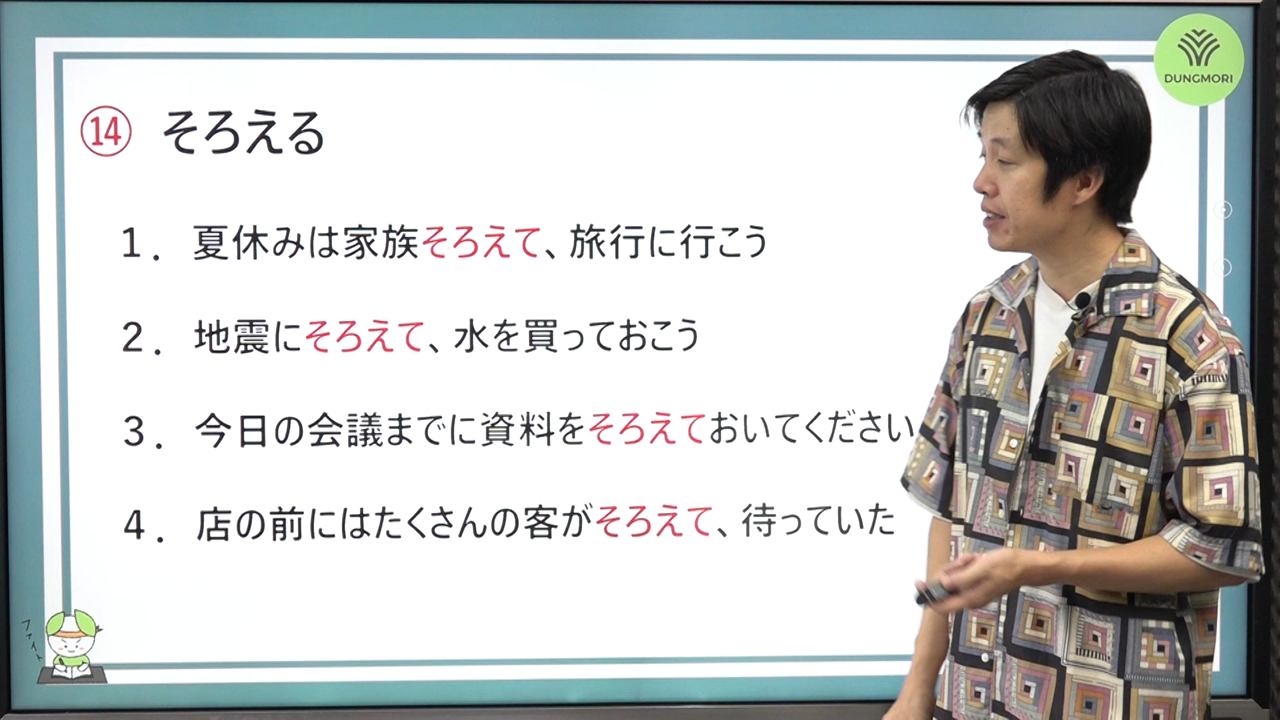 ⑭ そろえる
1. 夏休みは家族そろえて、旅行に行こう
2. 地震にそろえて、水を買っておこう
3. 今日の会議までに資料をそろえておいてください
4. 店の前にはたくさんの客がそろえて、待っていた
DUNGMORI
ファイト